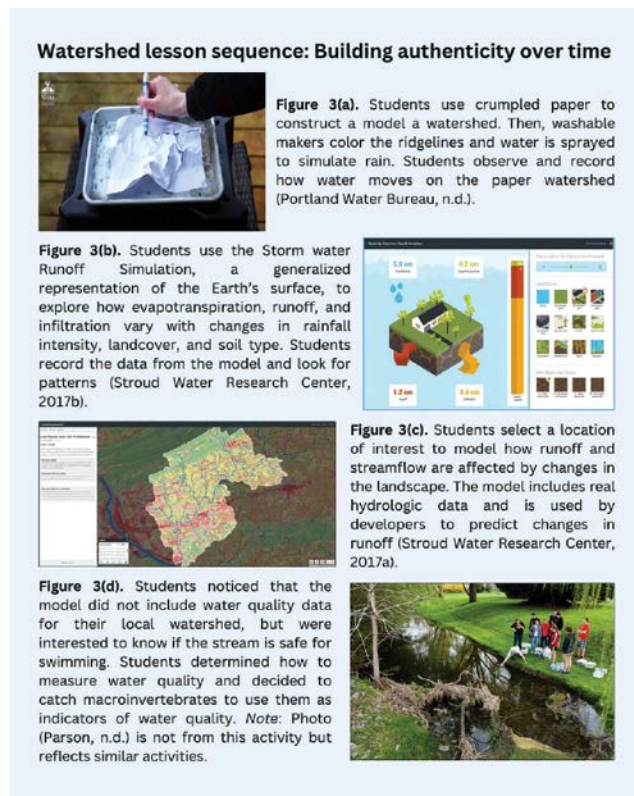 Watershed lesson sequence: Building authenticity over time
Figure 3(a). Students use crumpled paper to
construct a model a watershed. Then, washable
makers color the ridgelines and water is sprayed
to simulate rain. Students observe and record
how water moves on the paper watershed
(Portland Water Bureau, n.d.).
Figure 3(b). Students use the Storm water
Runoff Simulation, a generalized
representation of the Earth's surface, to
explore how evapotranspiration, runoff, and
infiltration vary with changes in rainfall
intensity, landcover, and soil type. Students
record the data from the model and look for
patterns (Stroud Water Research Center,
2017b).
Figure 3(c). Students select a location
of interest to model how runoff and
streamflow are affected by changes in
the landscape. The model includes real
hydrologic data and is used by
developers to predict changes in
runoff (Stroud Water Research Center,
2017a).
Figure 3(d). Students noticed that the
model did not include water quality data
for their local watershed, but were
interested to know if the stream is safe for
swimming. Students determined how to
measure water quality and decided to
catch macroinvertebrates to use them as
indicators of water quality. Note: Photo
(Parson, n.d.) is not from this activity but
reflects similar activities.